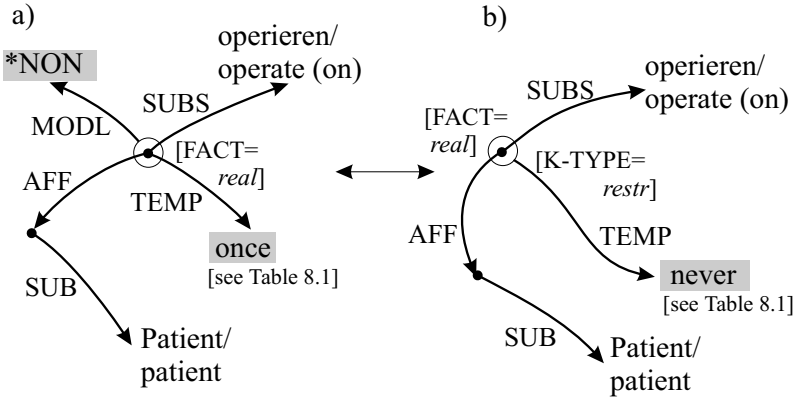 a)
*NON
operieren/
operate (on)
SUBS
MODL
[FACT=
real]
AFF
TEMP
once
[see Table 8.1]
SUB
Patient/
patient
b)
operieren/
operate (on)
SUBS
[FACT=
real]
[K-TYPE=
restr]
AFF
TEMP
never
[see Table 8.1]
SUB
Patient/
patient